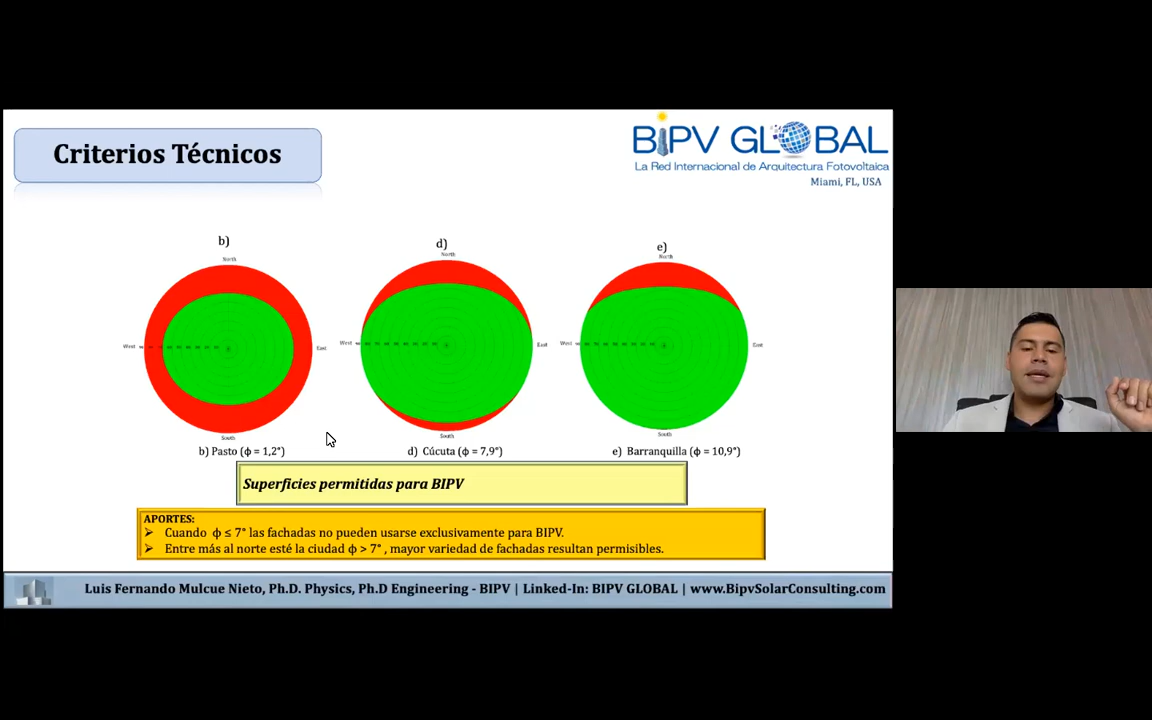 Criterios Técnicos
BIPV GLOBAL
La Red Internacional de Arquitectura Fotovoltaica
Miami, FL, USA
b)
d)
e)
North
North
North
West
East
West
East
West
East
South
South
South
b) Pasto (ϕ = 1,2°)
d) Cúcuta (ϕ = 7,9°)
e) Barranquilla (ϕ = 10,9°)
Superficies permitidas para BIPV
APORTES:
➢ Cuando ϕ ≤ 7° las fachadas no pueden usarse exclusivamente para BIPV.
➢ Entre más al norte esté la ciudad ϕ > 7° , mayor variedad de fachadas resultan permisibles.
Luis Fernando Mulcue Nieto, Ph.D. Physics, Ph.D Engineering - BIPV | Linked-In: BIPV GLOBAL | www.BipvSolarConsulting.com